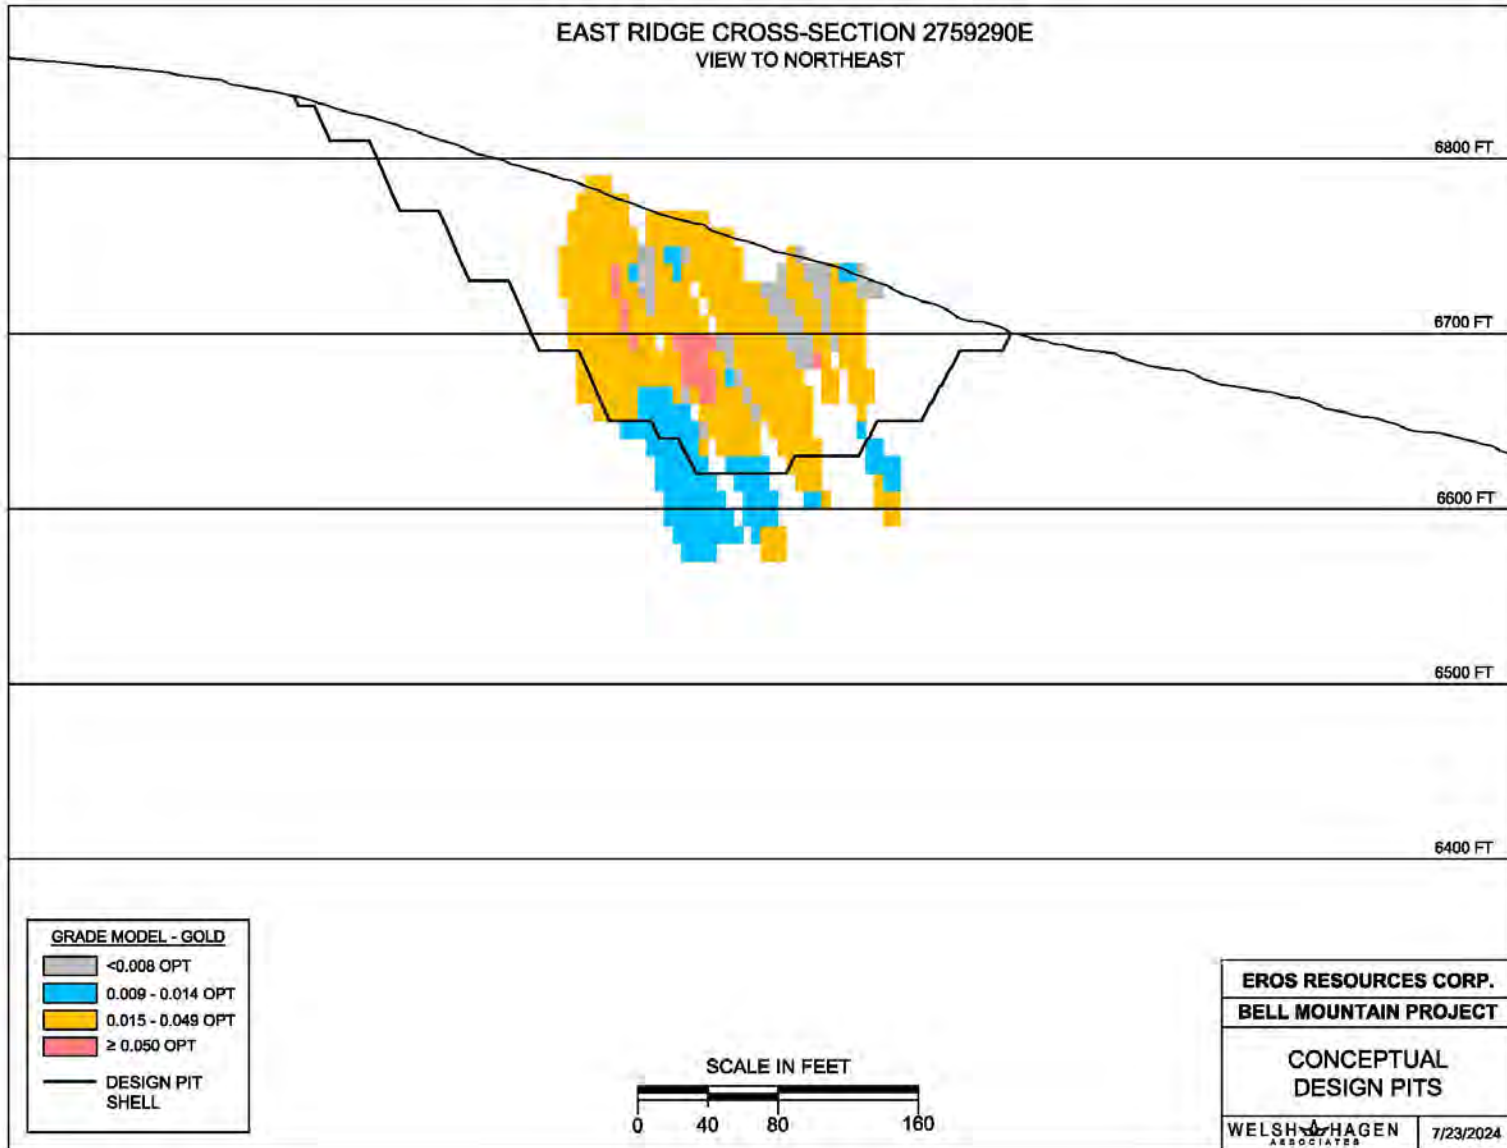 EAST RIDGE CROSS-SECTION 2759290E
VIEW TO NORTHEAST
6800 FT
6700 FT
6600 FT
6500 FT
6400 FT
GRADE MODEL - GOLD
<0.008 OPT
0.009 - 0.014 OPT
0.015 - 0.049 OPT
≥ 0.050 OPT
DESIGN PIT
SHELL
SCALE IN FEET
0 40 80 160
EROS RESOURCES CORP.
BELL MOUNTAIN PROJECT
CONCEPTUAL
DESIGN PITS
WELSH HAGEN
ASSOCIATES
7/23/2024